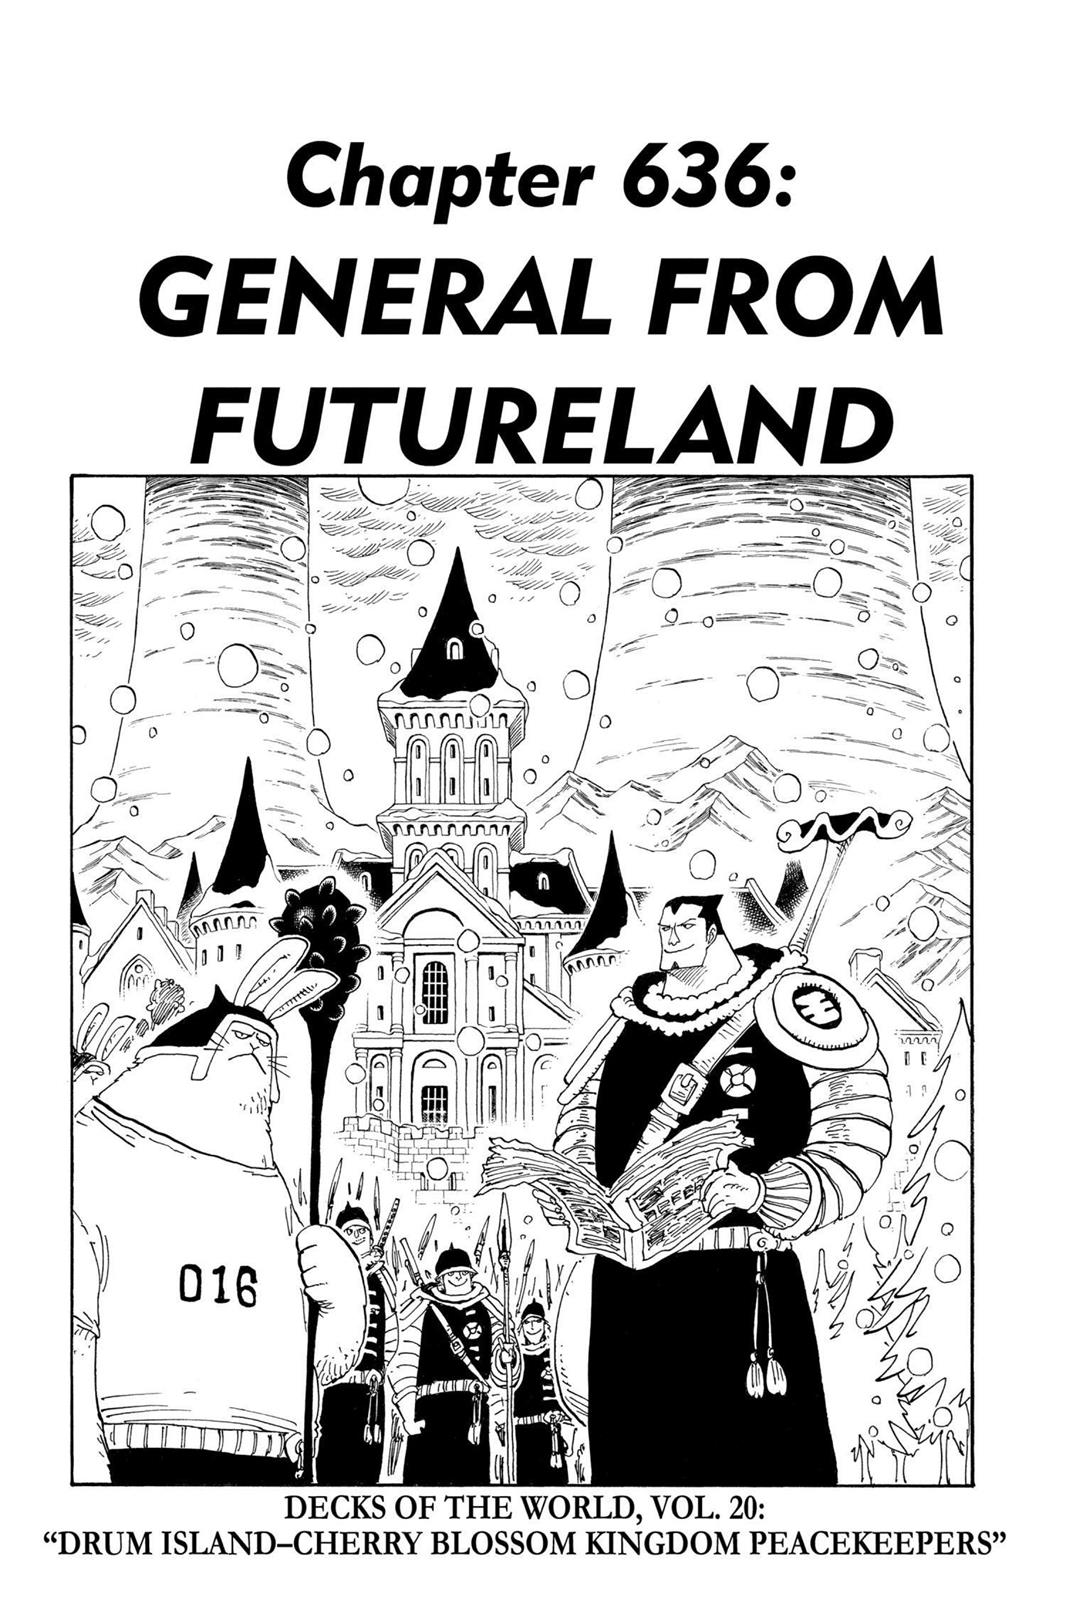 Chapter 636:
GENERAL FROM
FUTURELAND
016
DECKS OF THE WORLD, VOL. 20:
“DRUM ISLAND–CHERRY BLOSSOM KINGDOM PEACEKEEPERS”